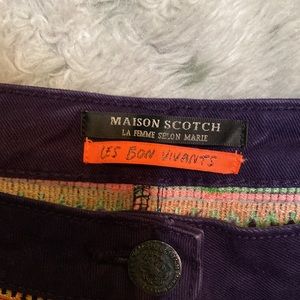 MAISON SCOTCH
LA FEMME SELON MARIE
LES BON VIVANTS